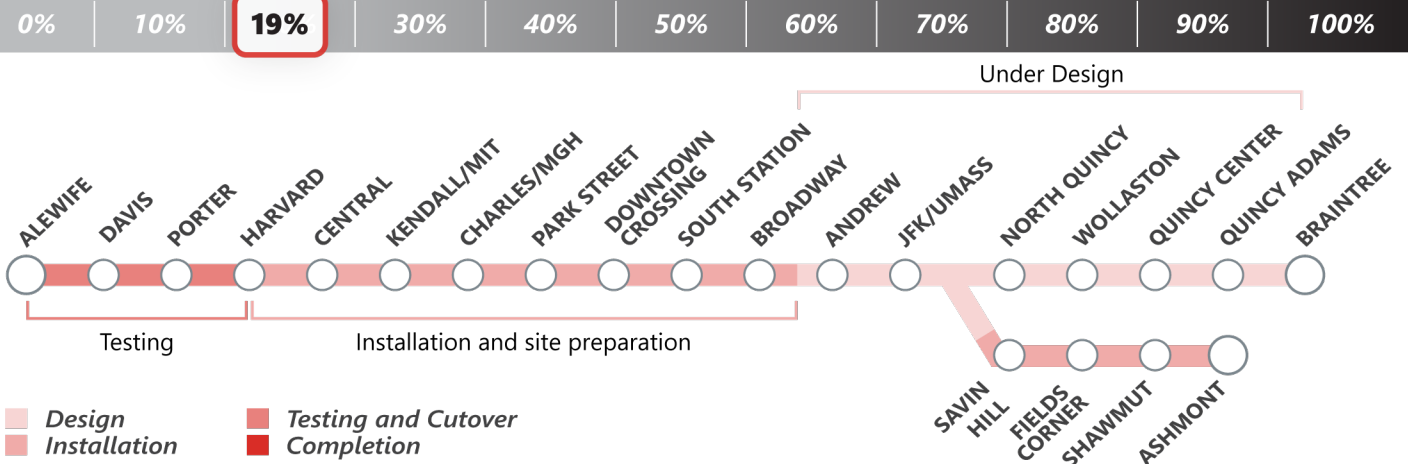 0% 10% 19% 30% 40% 50% 60% 70% 80% 90% 100%
Under Design
ALEWIFE
DAVIS
PORTER
HARVARD
CENTRAL
KENDALL/MIT
CHARLES/MGH
PARK STREET
DOWNTOWN
CROSSING
SOUTH STATION
BROADWAY
ANDREW
JFK/UMASS
NORTH QUINCY
WOLLASTON
QUINCY CENTER
QUINCY ADAMS
BRAINTREE
Testing
Installation and site preparation
SAVIN
HILL
FIELDS
CORNER
SHAWMUT
ASHMONT
Design
Installation
Testing and Cutover
Completion